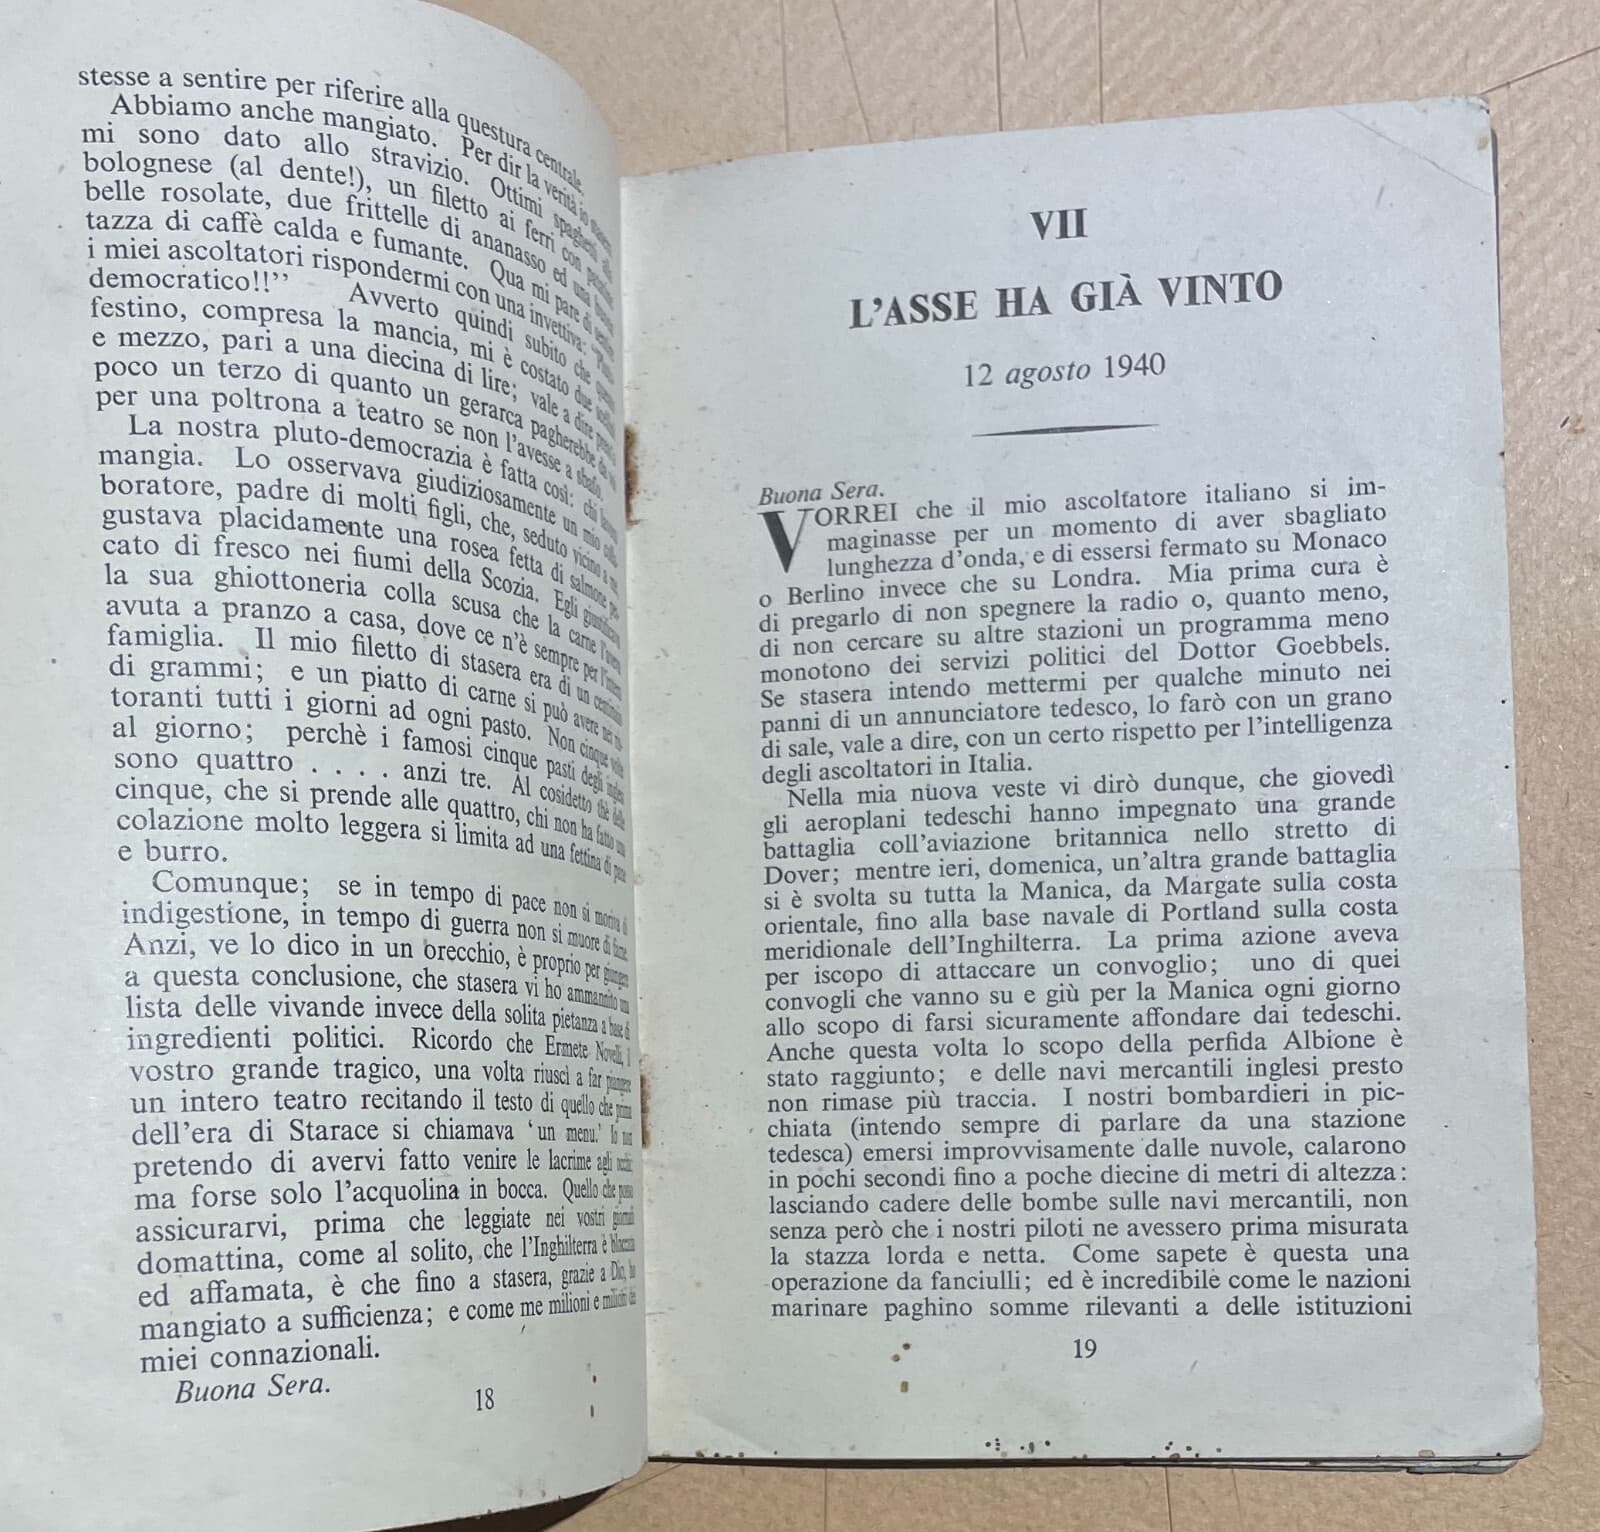 stesse a sentire per riferire alla questura centrale.
Abbiamo anche mangiato. Per dir la verità io stasera
mi sono dato allo stravizio. Ottimi spaghetti alla
bolognese (al dente!), un filetto ai ferri con patatine
belle rosolate, due frittelle di ananasso ed una buona
tazza di caffè calda e fumante. Qua mi pare di sentire
i miei ascoltatori rispondermi con una invettiva: "Pluto-
democratico!!" Avverto quindi subito che questo
festino, compresa la mancia, mi è costato due scellini
e mezzo, pari a una diecina di lire; vale a dire presso a
poco un terzo di quanto un gerarca pagherebbe da voi
per una poltrona a teatro se non l'avesse a sbafo.
La nostra pluto-democrazia è fatta così: chi lavora
mangia. Lo osservava giudiziosamente un mio colla-
boratore, padre di molti figli, che, seduto vicino a me,
gustava placidamente una rosea fetta di salmone pe-
cato di fresco nei fiumi della Scozia. Egli giustificava
la sua ghiottoneria colla scusa che la carne l'aveva
avuta a pranzo a casa, dove ce n'è sempre per l'intera
famiglia. Il mio filetto di stasera era di un centinaio
di grammi; e un piatto di carne si può avere nei ris-
toranti tutti i giorni ad ogni pasto. Non cinque volte
al giorno; perchè i famosi cinque pasti degli inglesi
sono quattro . . . . anzi tre. Al cosidetto thè delle
cinque, che si prende alle quattro, chi non ha fatto una
colazione molto leggera si limita ad una fettina di pane
e burro.
Comunque; se in tempo di pace non si moriva di
indigestione, in tempo di guerra non si muore di fame.
Anzi, ve lo dico in un orecchio, è proprio per giungere
a questa conclusione, che stasera vi ho ammannito una
lista delle vivande invece della solita pietanza a base di
ingredienti politici. Ricordo che Ermete Novelli, il
vostro grande tragico, una volta riuscì a far piangere
un intero teatro recitando il testo di quello che prima
dell'era di Starace si chiamava 'un menu.' Io non
pretendo di avervi fatto venire le lacrime agli occhi:
ma forse solo l'acquolina in bocca. Quello che posso
assicurarvi, prima che leggiate nei vostri giornali
domattina, come al solito, che l'Inghilterra è bloccata
ed affamata, è che fino a stasera, grazie a Dio, ho
mangiato a sufficienza; e come me milioni e milioni dei
miei connazionali.
Buona Sera.
18
VII
L'ASSE HA GIÀ VINTO
12 agosto 1940
Buona Sera.
VORREI che il mio ascoltatore italiano si im-
maginasse per un momento di aver sbagliato
lunghezza d'onda, e di essersi fermato su Monaco
o Berlino invece che su Londra. Mia prima cura è
di pregarlo di non spegnere la radio o, quanto meno,
di non cercare su altre stazioni un programma meno
monotono dei servizi politici del Dottor Goebbels.
Se stasera intendo mettermi per qualche minuto nei
panni di un annunciatore tedesco, lo farò con un grano
di sale, vale a dire, con un certo rispetto per l'intelligenza
degli ascoltatori in Italia.
Nella mia nuova veste vi dirò dunque, che giovedì
gli aeroplani tedeschi hanno impegnato una grande
battaglia coll'aviazione britannica nello stretto di
Dover; mentre ieri, domenica, un'altra grande battaglia
si è svolta su tutta la Manica, da Margate sulla costa
orientale, fino alla base navale di Portland sulla costa
meridionale dell'Inghilterra. La prima azione aveva
per iscopo di attaccare un convoglio; uno di quei
convogli che vanno su e giù per la Manica ogni giorno
allo scopo di farsi sicuramente affondare dai tedeschi.
Anche questa volta lo scopo della perfida Albione è
stato raggiunto; e delle navi mercantili inglesi presto
non rimase più traccia. I nostri bombardieri in pic-
chiata (intendo sempre di parlare da una stazione
tedesca) emersi improvvisamente dalle nuvole, calarono
in pochi secondi fino a poche diecine di metri di altezza:
lasciando cadere delle bombe sulle navi mercantili, non
senza però che i nostri piloti ne avessero prima misurata
la stazza lorda e netta. Come sapete è questa una
operazione da fanciulli; ed è incredibile come le nazioni
marinare paghino somme rilevanti a delle istituzioni
19